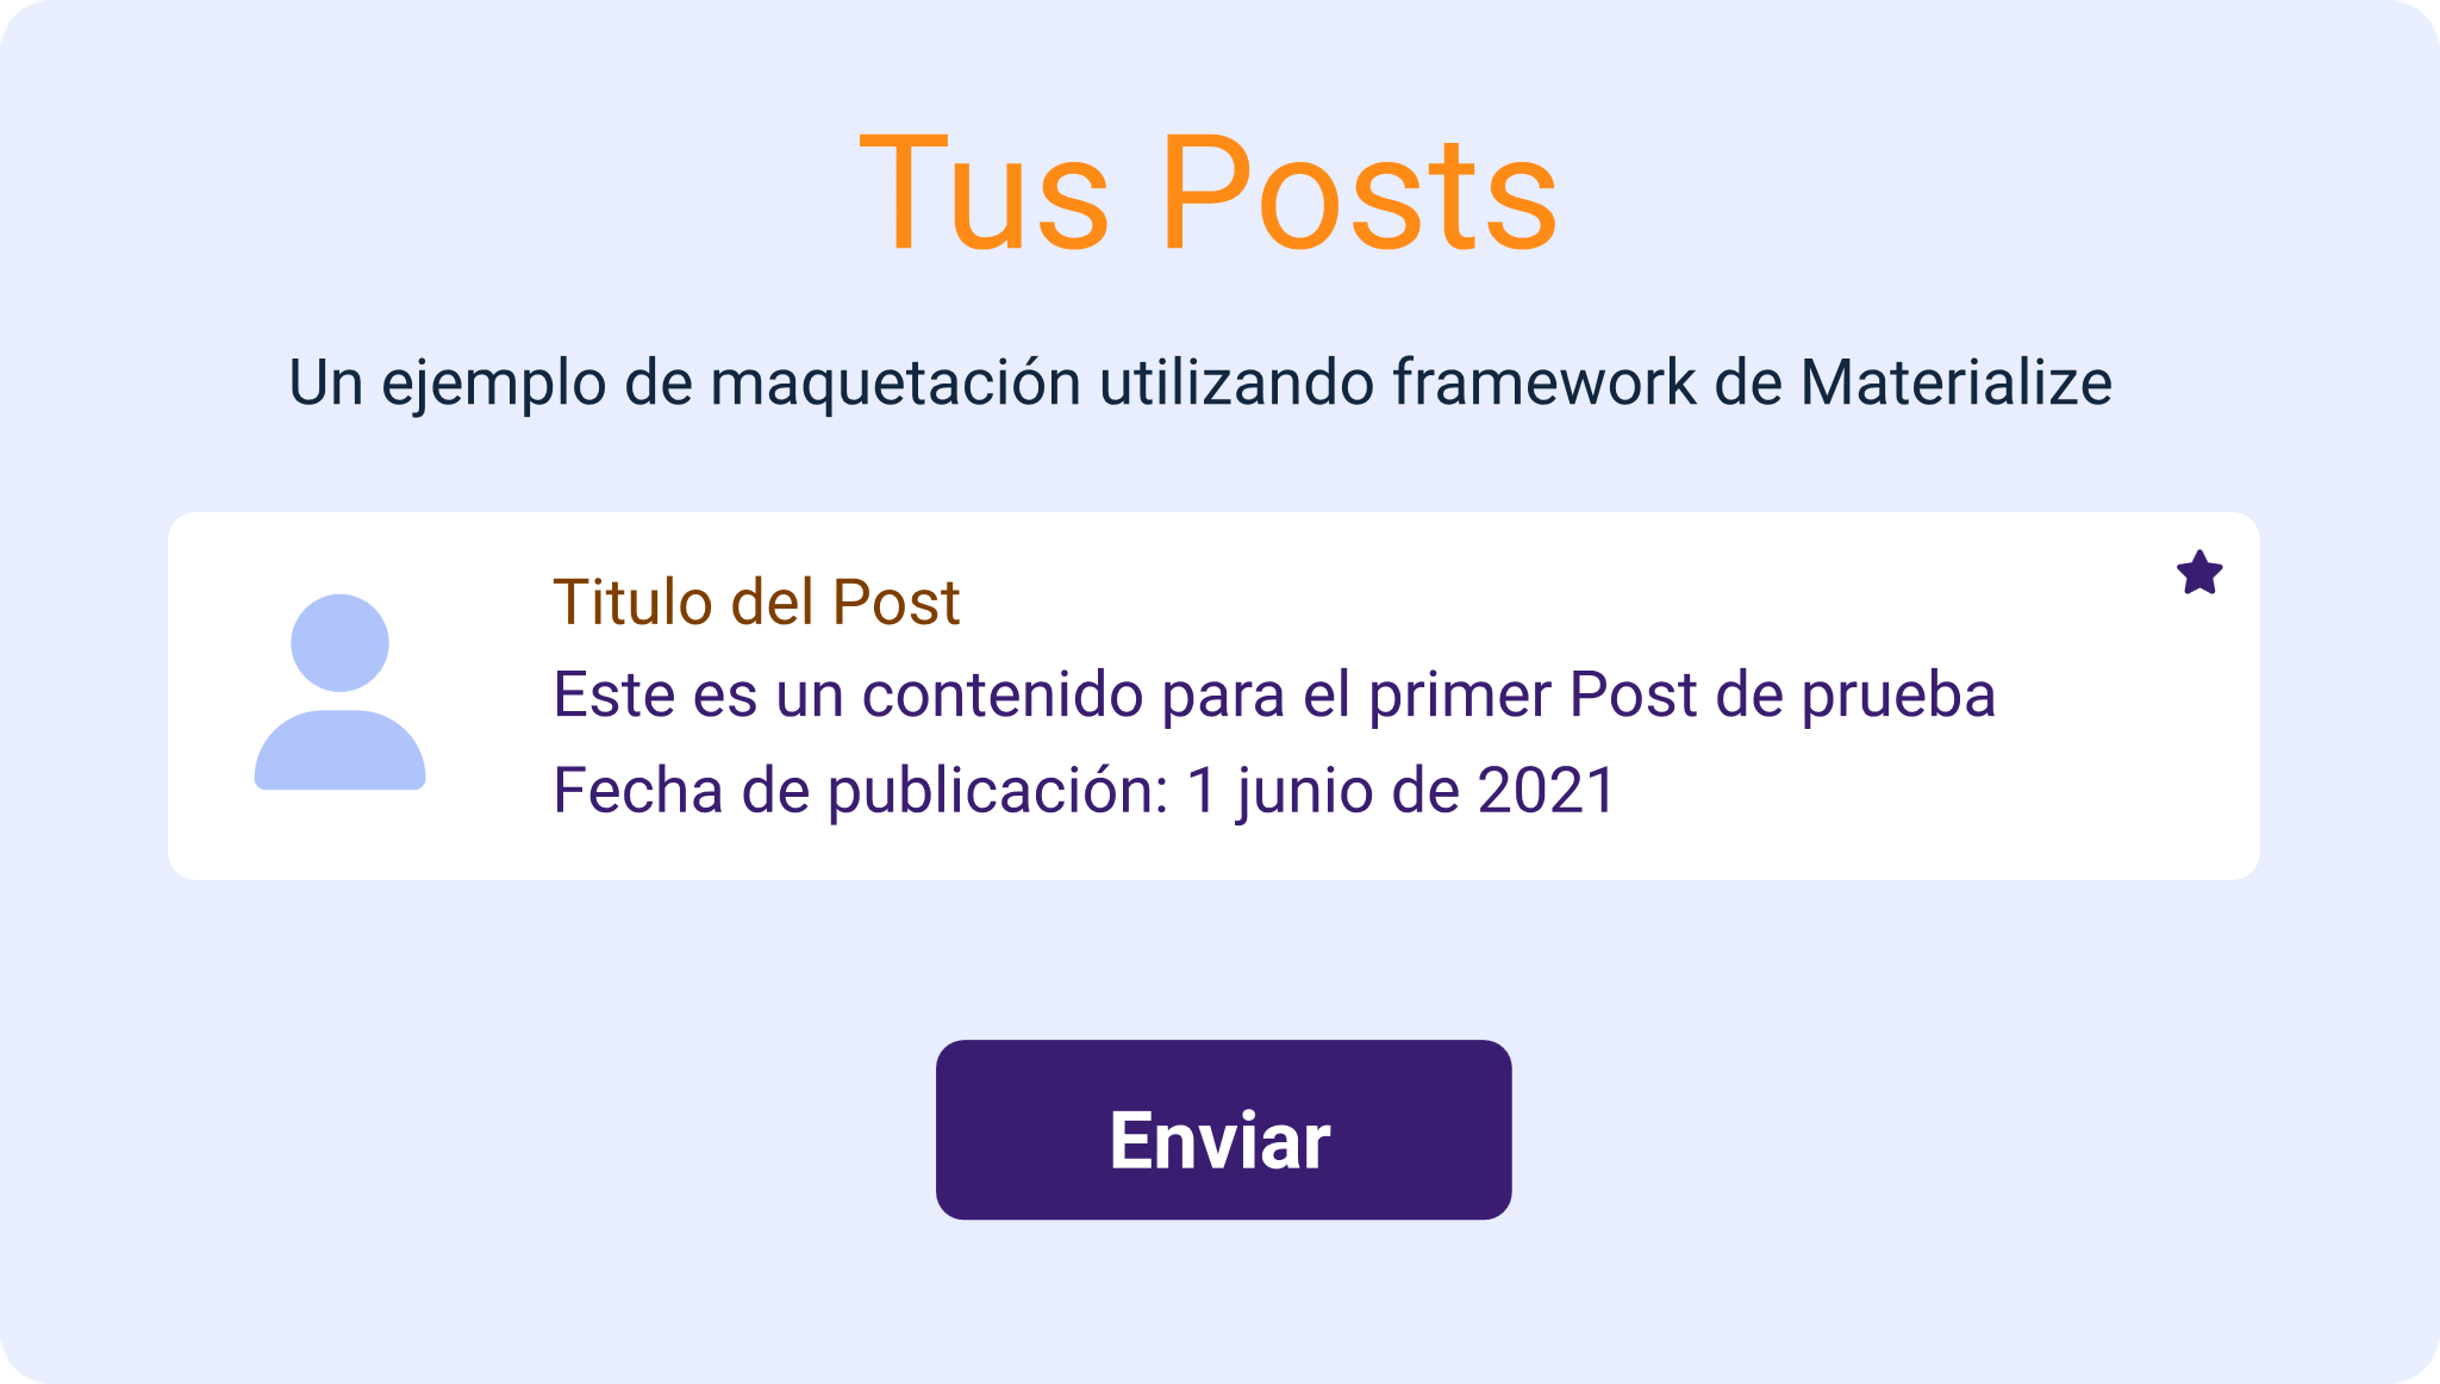 Tus Posts
Un ejemplo de maquetación utilizando framework de Materialize
Titulo del Post
Este es un contenido para el primer Post de prueba
Fecha de publicación: 1 junio de 2021
Enviar